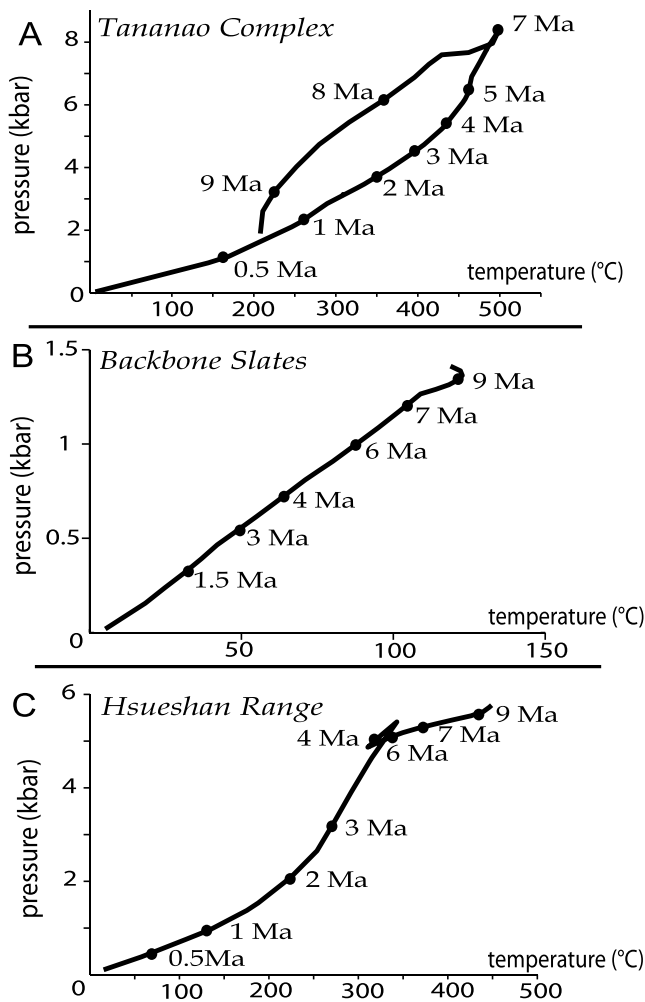 A
Tananao Complex
pressure (kbar)
8
6
4
2
0
7 Ma
8 Ma
5 Ma
4 Ma
9 Ma
3 Ma
2 Ma
1 Ma
0.5 Ma
temperature (°C)
100
200
300
400
500
B
Backbone Slates
pressure (kbar)
1.5
1
0.5
0
9 Ma
7 Ma
6 Ma
4 Ma
3 Ma
1.5 Ma
temperature (°C)
50
100
150
C
Hsueshan Range
pressure (kbar)
6
4
2
0
9 Ma
4 Ma
7 Ma
6 Ma
3 Ma
2 Ma
1 Ma
0.5Ma
temperature (°C)
100
200
300
400
500